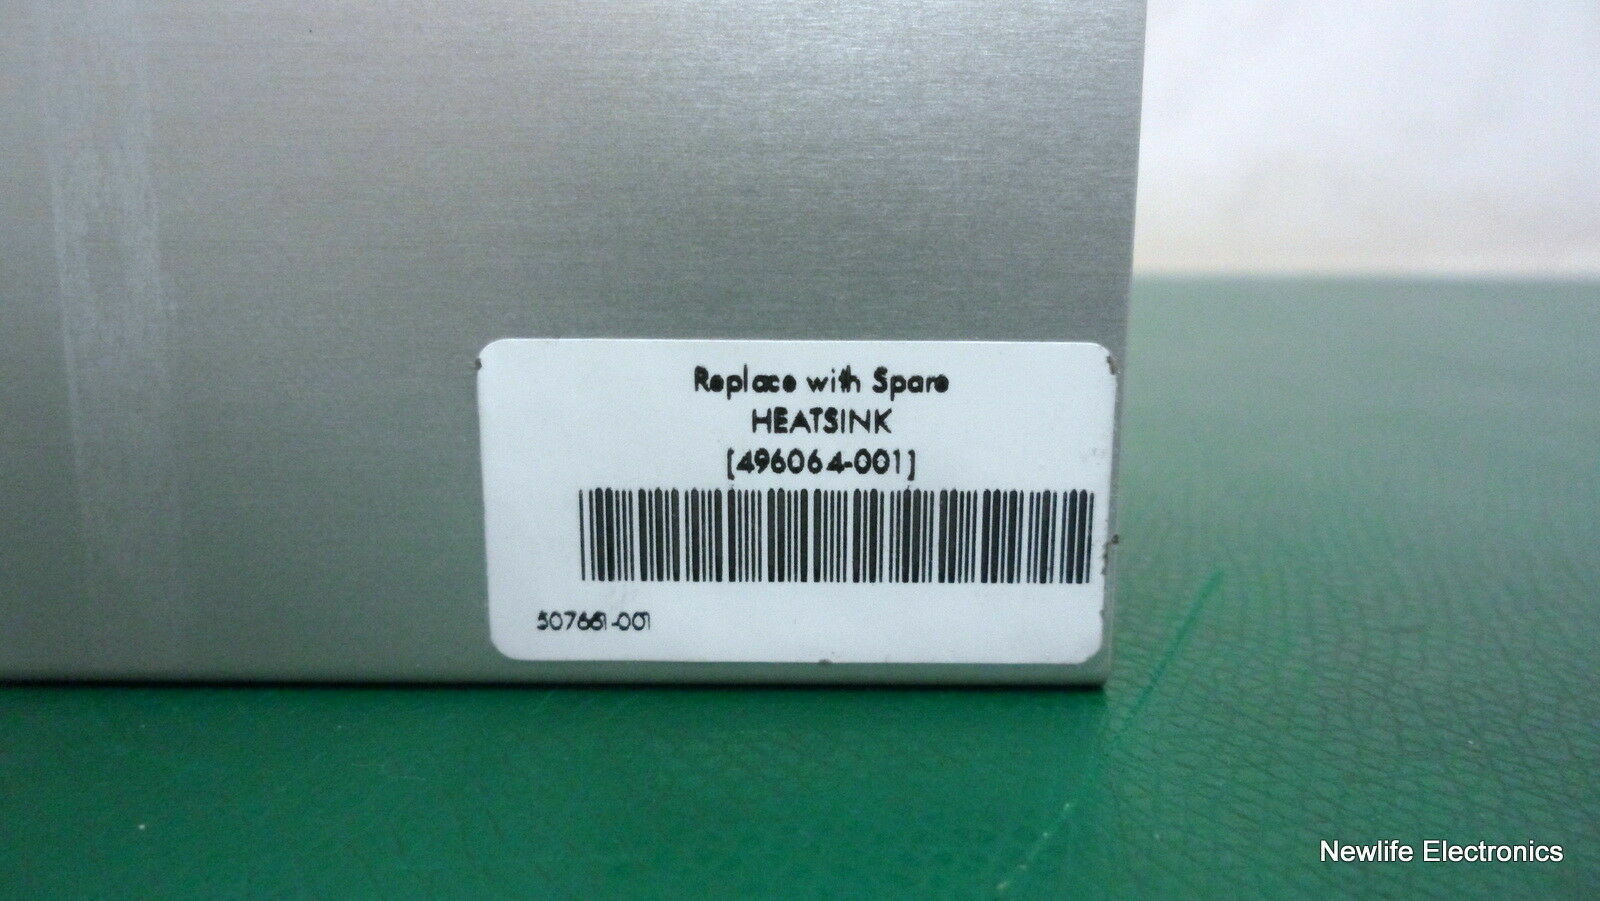 Replace with Spare
HEATSINK
[496064-001]
507661-001
Newlife Electronics